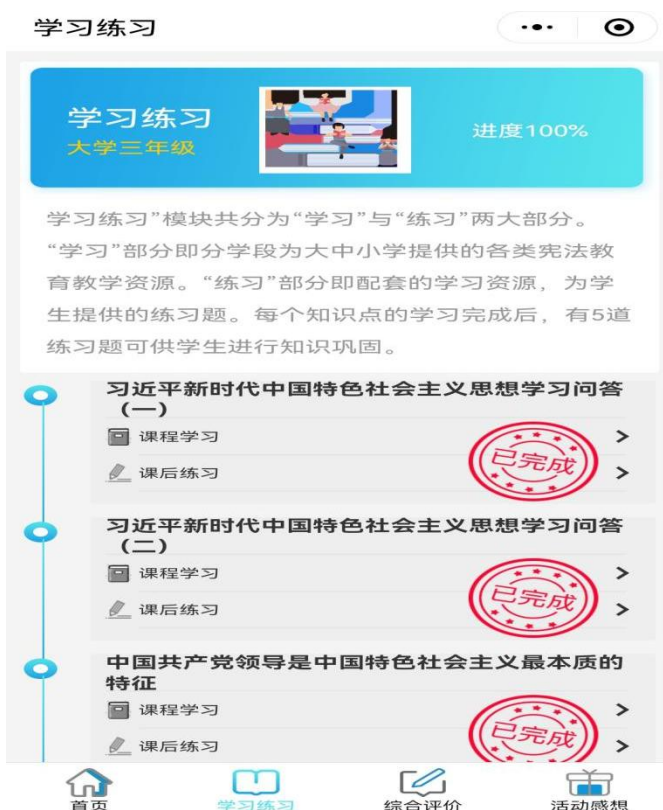 学习练习
学习练习
大学三年级
进度100%
学习练习”模块共分为“学习”与“练习”两大部分。
“学习”部分即分学段为大中小学提供的各类宪法教
育教学资源。“练习”部分即配套的学习资源，为学
生提供的练习题。每个知识点的学习完成后，有5道
练习题可供学生进行知识巩固。
习近平新时代中国特色社会主义思想学习问答
（一）
课程学习
已完成
课后练习
习近平新时代中国特色社会主义思想学习问答
（二）
课程学习
已完成
课后练习
中国共产党领导是中国特色社会主义最本质的
特征
课程学习
已完成
课后练习
首页
学习练习
综合评价
活动感想